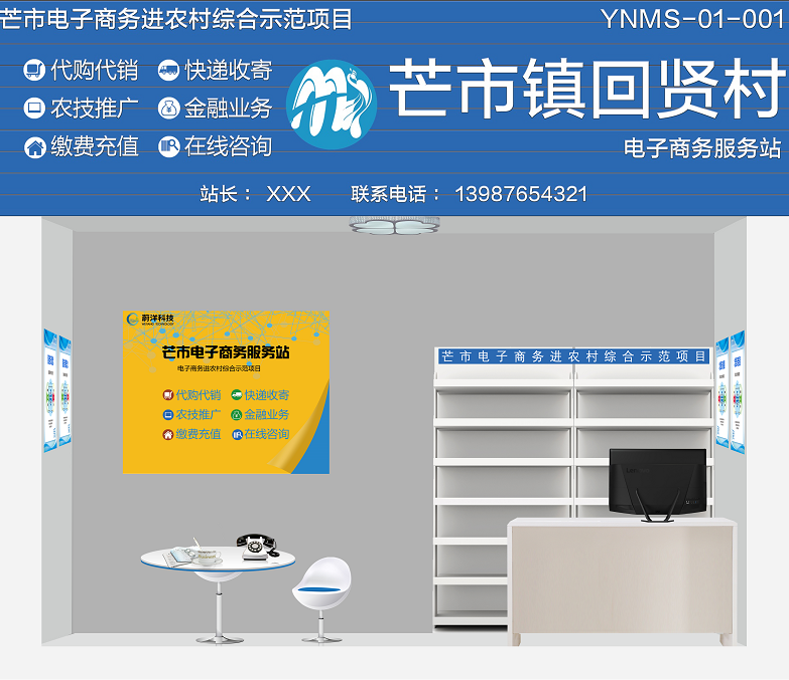 芒市电子商务进农村综合示范项目
YNMS-01-001
代购代销 快递收寄
农技推广 金融业务
缴费充值 在线咨询
芒市镇回贤村
电子商务服务站
站长： XXX 联系电话： 13987654321
蔚洋科技
芒市电子商务服务站
电子商务进农村综合示范项目
代购代销 快递收寄
农技推广 金融业务
缴费充值 在线咨询
芒市电子商务进农村综合示范项目